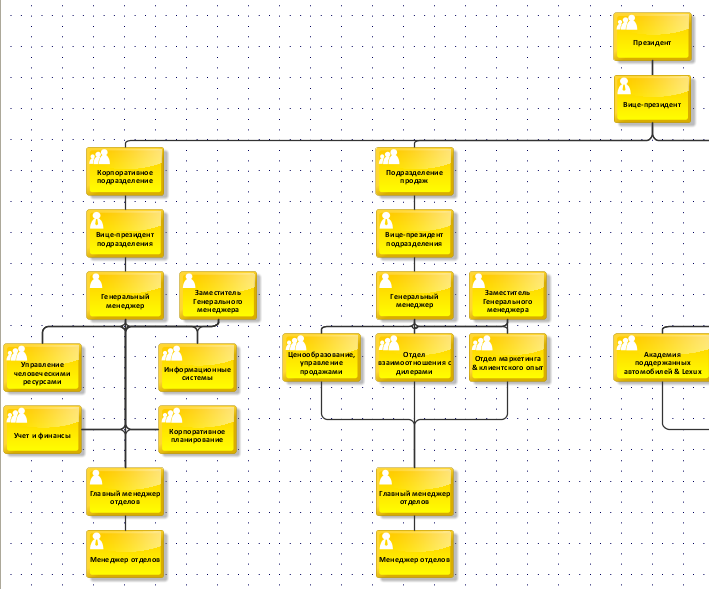 Президент
Вице-президент
Корпоративное
подразделение
Подразделение
продаж
Вице-президент
подразделения
Вице-президент
подразделения
Генеральный
менеджер
Заместитель
Генерального
менеджера
Генеральный
менеджер
Заместитель
Генерального
менеджера
Управление
человеческими
ресурсами
Информационные
системы
Ценообразование,
управление
продажами
Отдел
взаимоотношения с
дилерами
Отдел маркетинга
& клиентского опыт
Академия
поддержанных
автомобилей & Lexux
Учет и финансы
Корпоративное
планирование
Главный менеджер
отделов
Главный менеджер
отделов
Менеджер отделов
Менеджер отделов